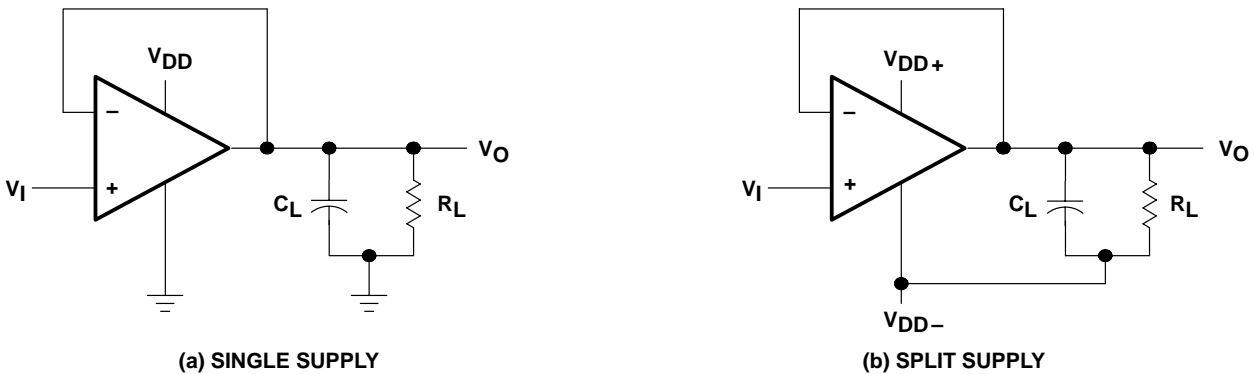 VDD
–
+
VI
CL
RL
VO
(a) SINGLE SUPPLY
VDD+
–
+
VI
CL
RL
VO
VDD–
(b) SPLIT SUPPLY